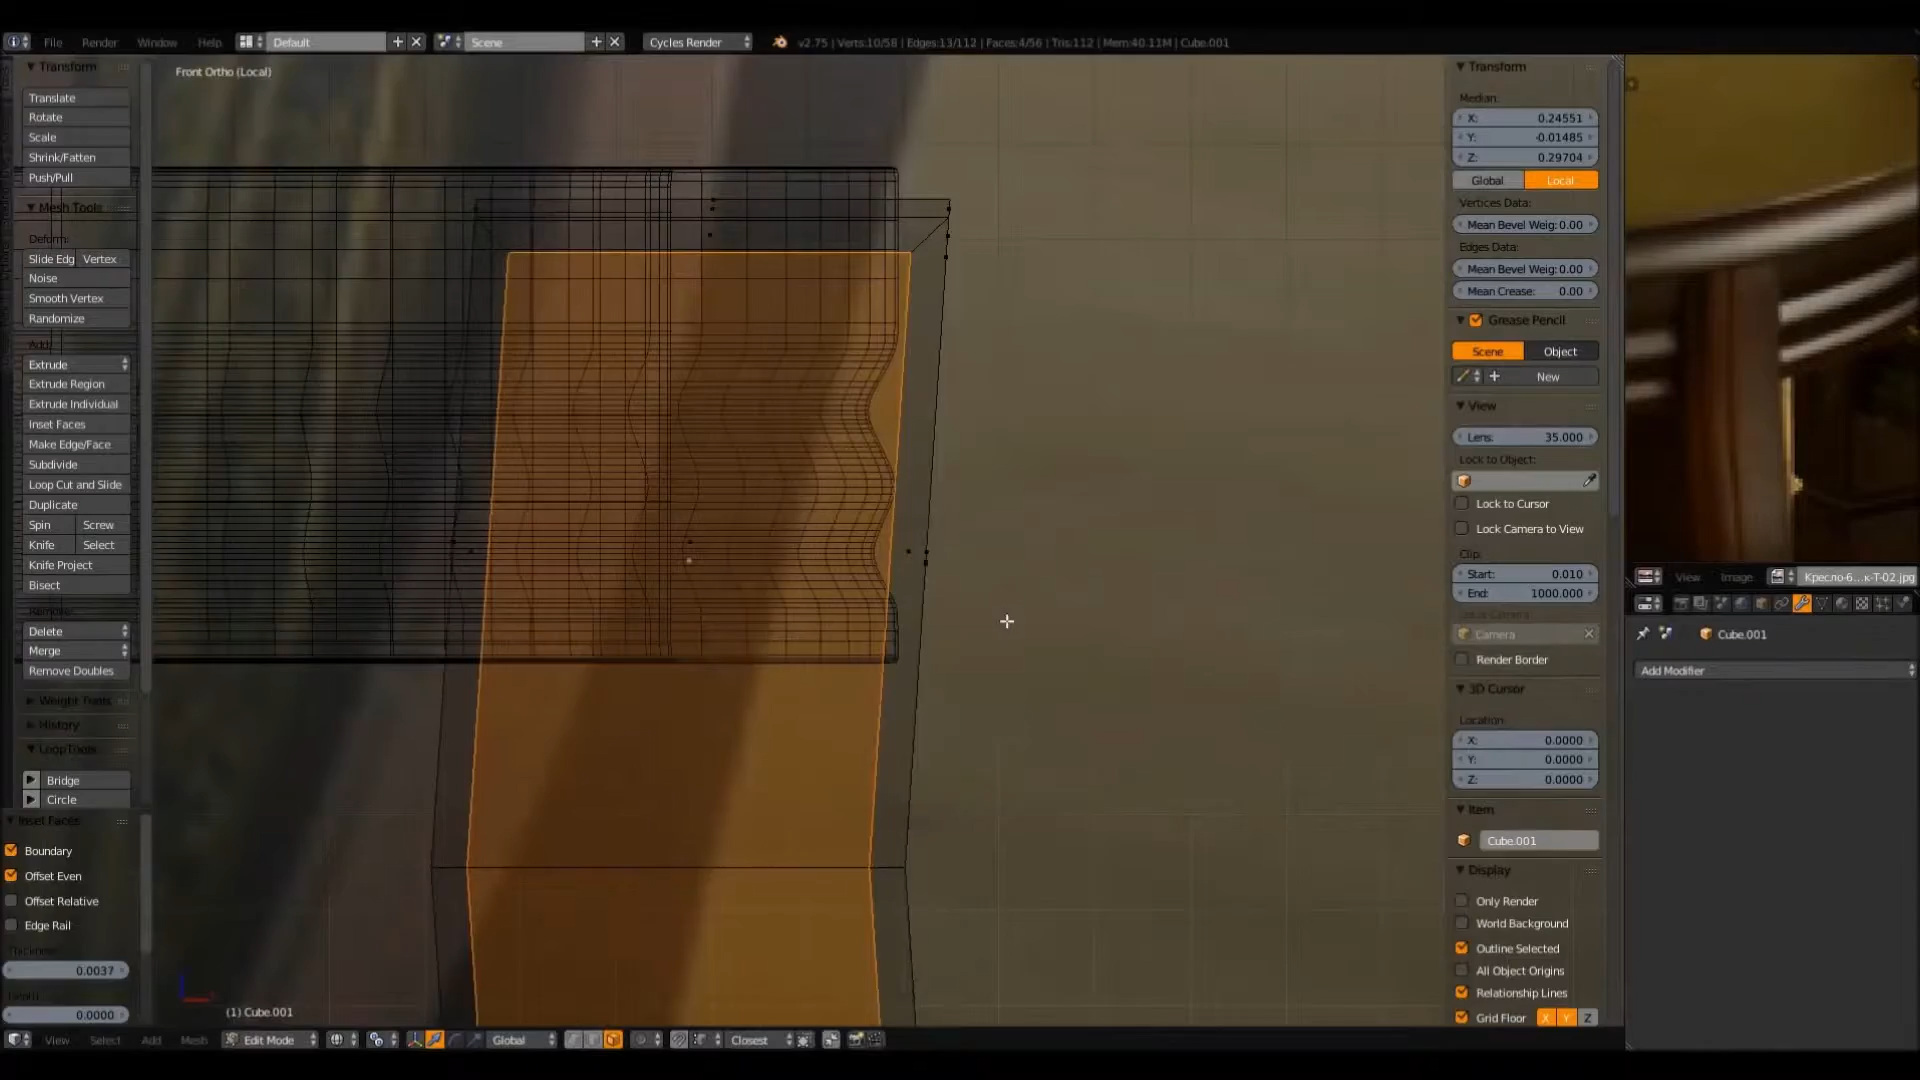 File Render Window Help Default Scene Cycles Render v2.75 | Verts:10/58 | Edges:13/112 | Faces:4/56 | Tris:112 | Mem:40.11M | Cube.001
Front Ortho (Local)
Transform
Translate
Rotate
Scale
Shrink/Fatten
Push/Pull
Mesh Tools
Deform:
Slide Edg Vertex
Noise
Smooth Vertex
Randomize
Add:
Extrude
Extrude Region
Extrude Individual
Inset Faces
Make Edge/Face
Subdivide
Loop Cut and Slide
Duplicate
Spin Screw
Knife Select
Knife Project
Bisect
Remove:
Delete
Merge
Remove Doubles
Weight Tools
History
LoopTools
Bridge
Circle
Inset Faces
Boundary
Offset Even
Offset Relative
Edge Rail
Thickness
0.0037
0.0000
(1) Cube.001
View Select Add Mesh Edit Mode Global Closest
Transform
Median:
X: 0.24551
Y: -0.01485
Z: 0.29704
Global Local
Vertices Data:
Mean Bevel Weig: 0.00
Edges Data:
Mean Bevel Weig: 0.00
Mean Crease: 0.00
Grease Pencil
Scene Object
New
View
Lens: 35.000
Lock to Object:
Lock to Cursor
Lock Camera to View
Clip:
Start: 0.010
End: 1000.000
Local Camera:
Camera
Render Border
3D Cursor
Location:
X: 0.0000
Y: 0.0000
Z: 0.0000
Item
Cube.001
Display
Only Render
World Background
Outline Selected
All Object Origins
Relationship Lines
Grid Floor X Y Z
View Image Кресло-6...к-Т-02.jpg
Cube.001
Add Modifier